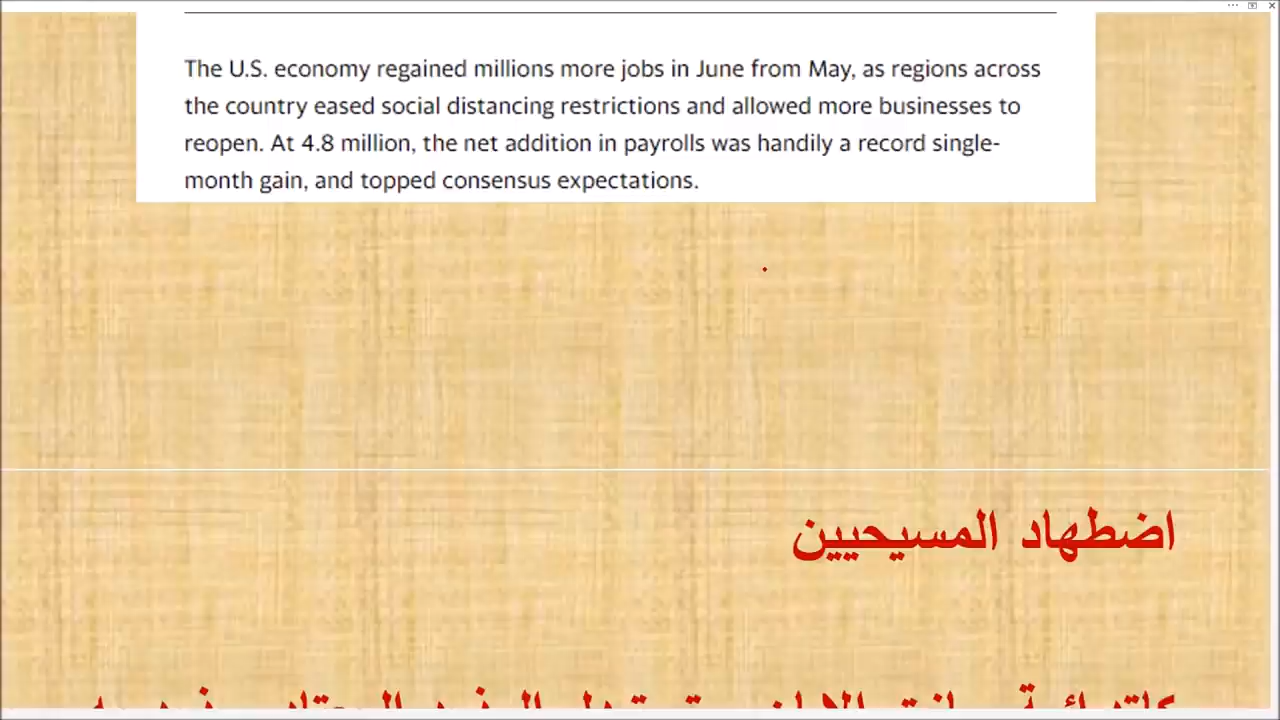 The U.S. economy regained millions more jobs in June from May, as regions across
the country eased social distancing restrictions and allowed more businesses to
reopen. At 4.8 million, the net addition in payrolls was handily a record single-
month gain, and topped consensus expectations.
اضطهاد المسيحيين